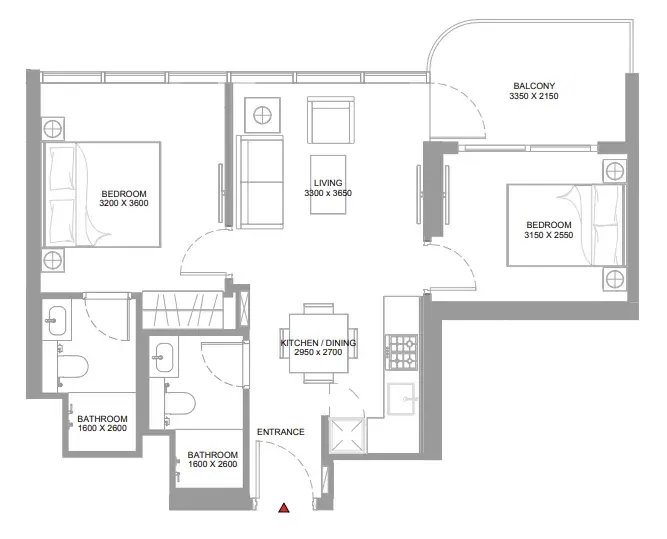 BALCONY
3350 X 2150
BEDROOM
3200 X 3600
LIVING
3300 x 3650
BEDROOM
3150 X 2550
KITCHEN / DINING
2950 x 2700
BATHROOM
1600 X 2600
ENTRANCE
BATHROOM
1600 X 2600